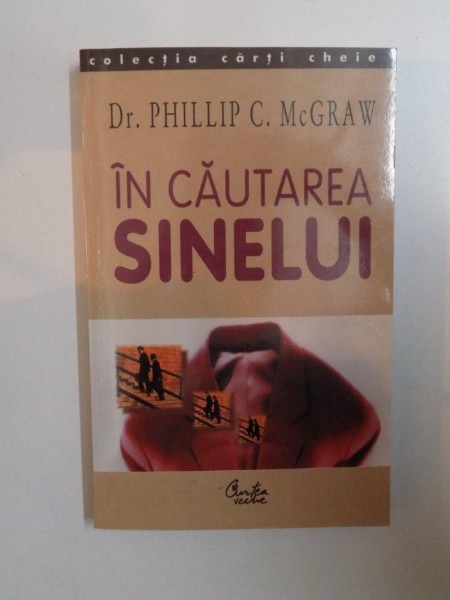 colecția cărți cheie
Dr. PHILLIP C. McGRAW
ÎN CĂUTAREA
SINELUI
Curtea
veche